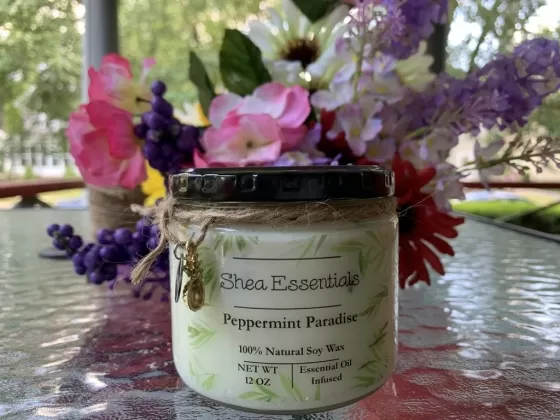 Shea Essentials
Peppermint Paradise
100% Natural Soy Wax
NET WT
12 OZ
Essential Oil
Infused